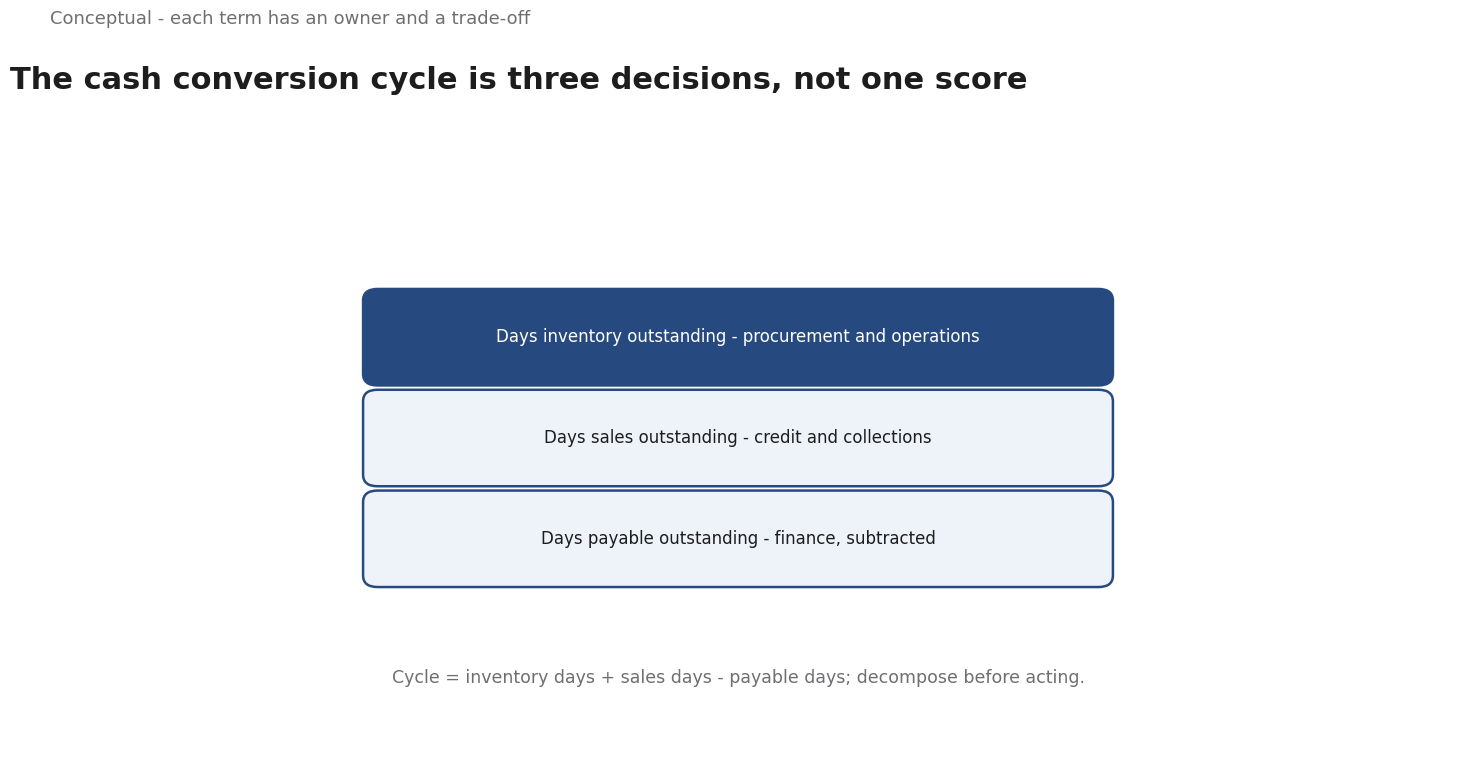 Conceptual - each term has an owner and a trade-off
The cash conversion cycle is three decisions, not one score
Days inventory outstanding - procurement and operations
Days sales outstanding - credit and collections
Days payable outstanding - finance, subtracted
Cycle = inventory days + sales days - payable days; decompose before acting.